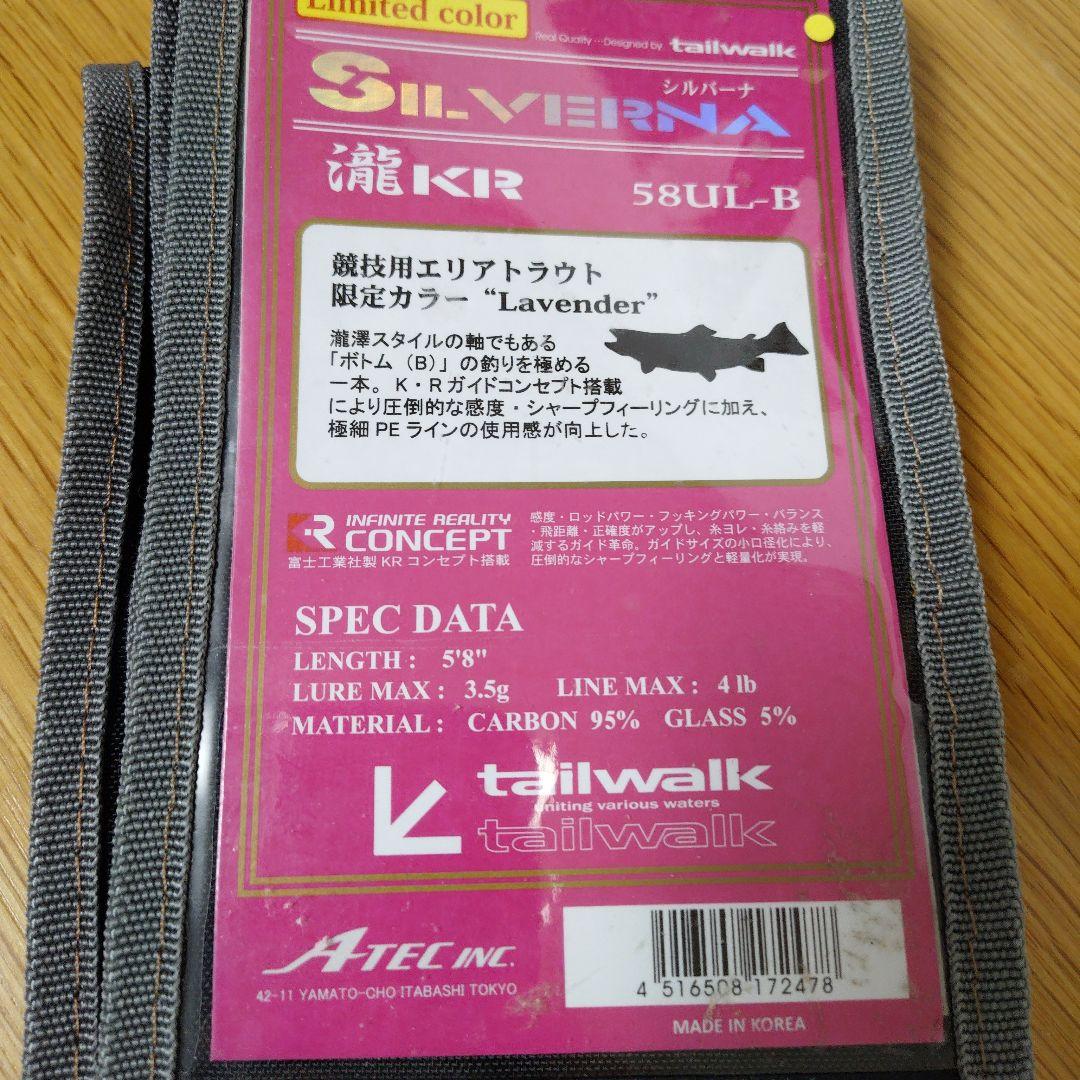 Limited color
Real Quality…Designed by tailwalk
シルバーナ
SILVERNA
瀧KR 58UL-B
競技用エリアトラウト
限定カラー“Lavender”
瀧澤スタイルの軸でもある
「ボトム（B）」の釣りを極める
一本。K・Rガイドコンセプト搭載
により圧倒的な感度・シャープフィーリングに加え、
極細PEラインの使用感が向上した。
KR INFINITE REALITY
CONCEPT
富士工業社製KRコンセプト搭載
感度・ロッドパワー・フッキングパワー・バランス
・飛距離・正確度がアップし、糸ヨレ・糸絡みを軽
減するガイド革命。ガイドサイズの小口径化により、
圧倒的なシャープフィーリングと軽量化が実現。
SPEC DATA
LENGTH : 5'8"
LURE MAX : 3.5g LINE MAX : 4 lb
MATERIAL : CARBON 95% GLASS 5%
tailwalk
uniting various waters
tailwalk
A-TEC INC.
42-11 YAMATO-CHO ITABASHI TOKYO
4 516508 172478
MADE IN KOREA